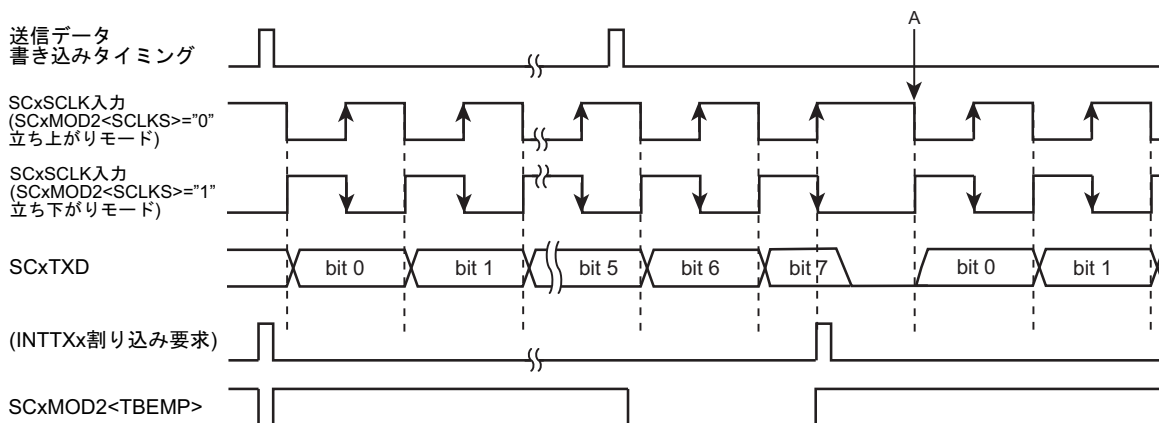 送信データ
書き込みタイミング
A
SCxSCLK入力
(SCxMOD2<SCLKS>="0"
立ち上がりモード)
SCxSCLK入力
(SCxMOD2<SCLKS>="1"
立ち下がりモード)
SCxTXD
bit 0
bit 1
bit 5
bit 6
bit 7
bit 0
bit 1
(INTTXx割り込み要求)
SCxMOD2<TBEMP>